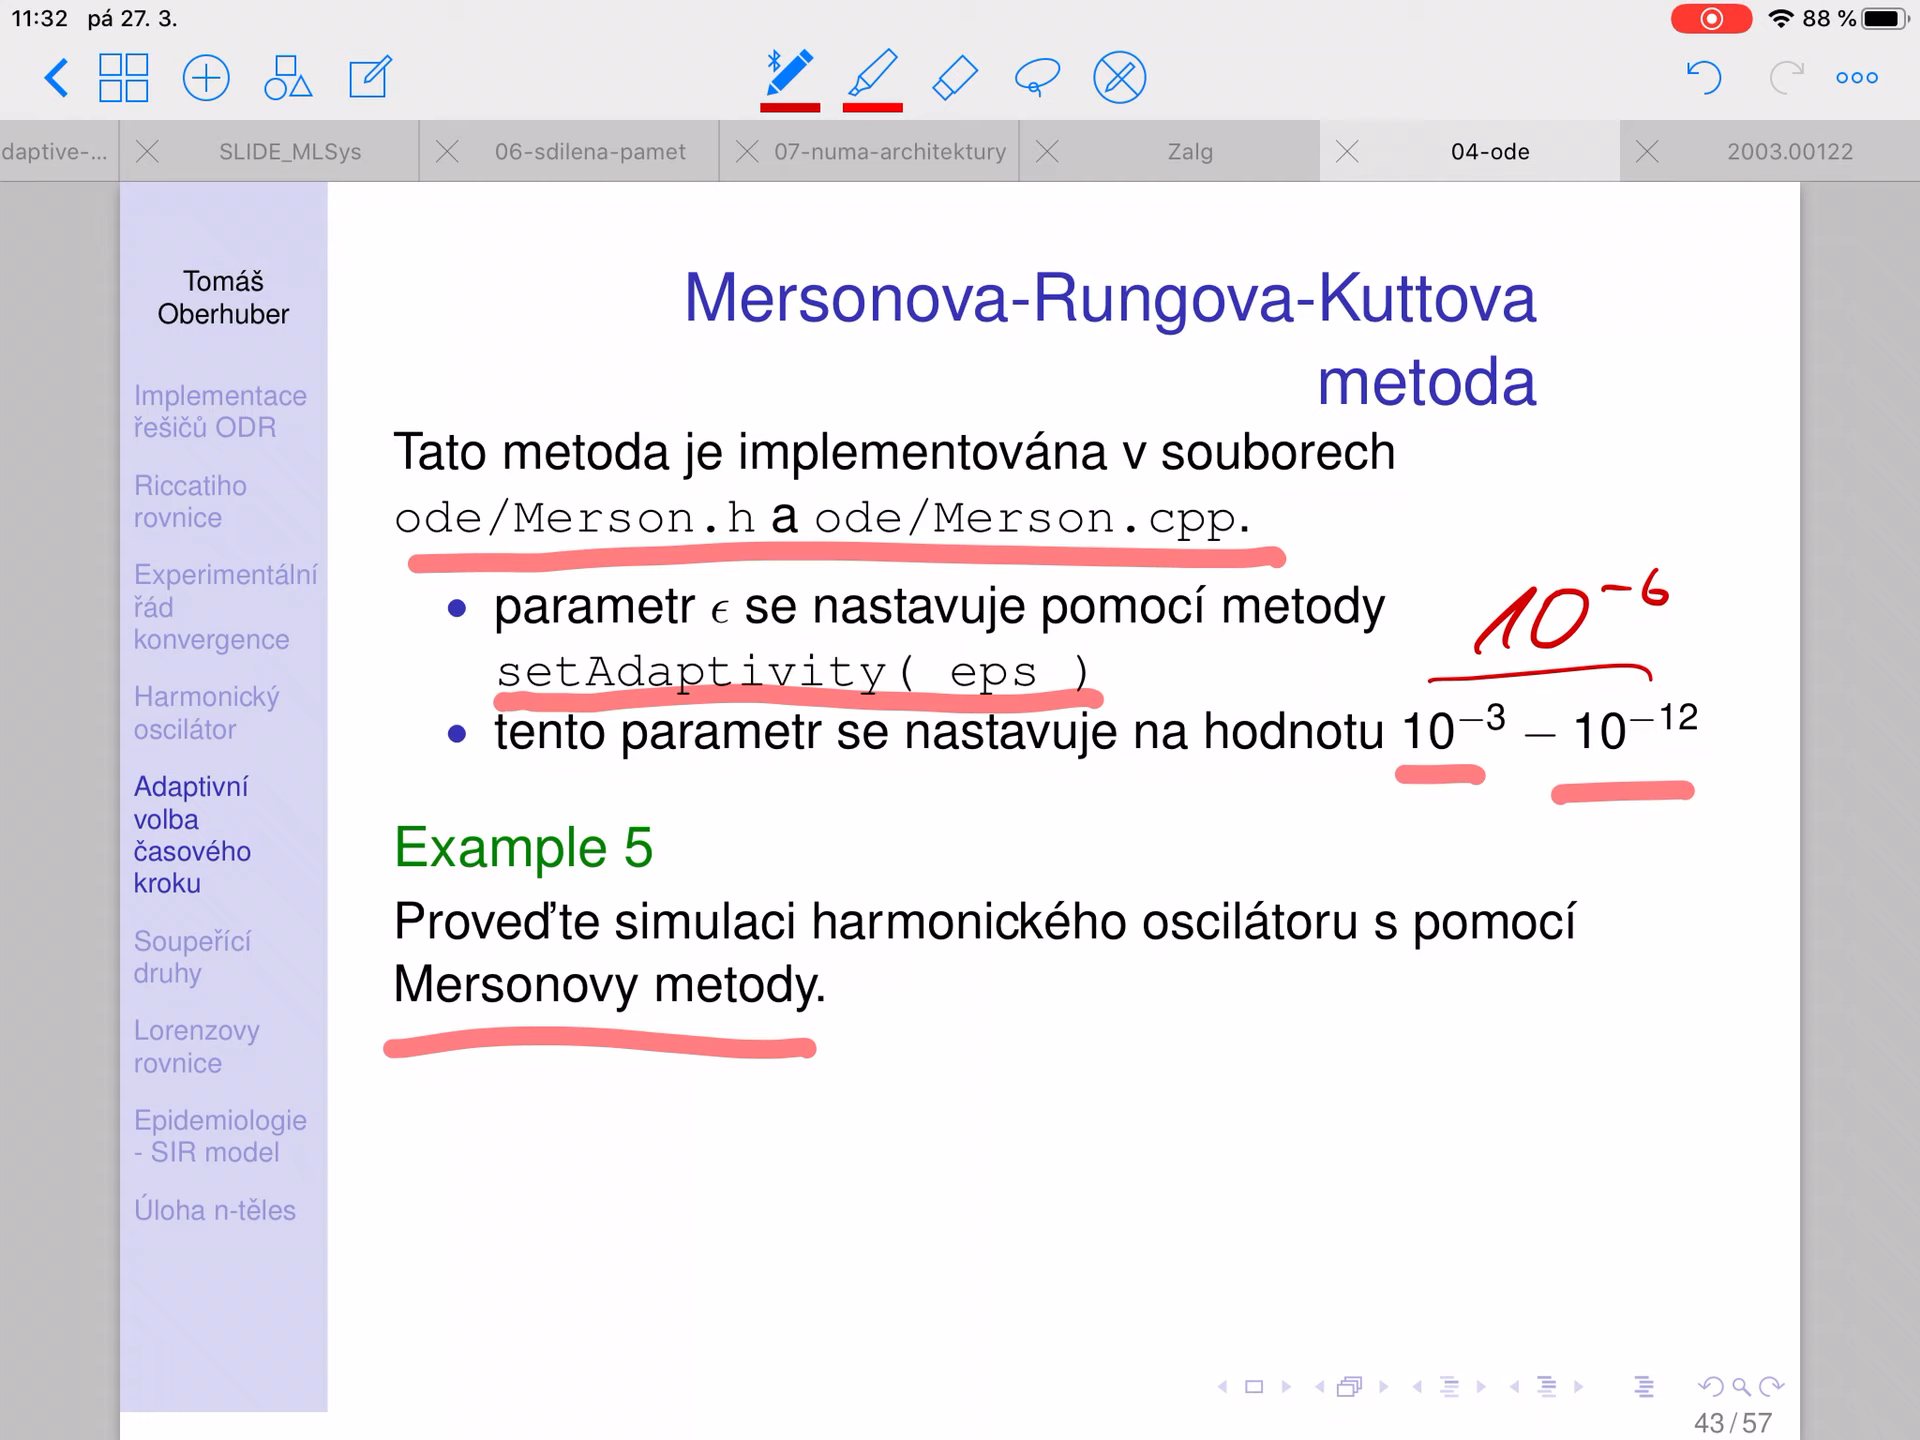 11:32 pá 27. 3.
88 %
daptive-...
SLIDE_MLSys
06-sdilena-pamet
07-numa-architektury
Zalg
04-ode
2003.00122
Tomáš
Oberhuber
Implementace
řešičů ODR
Riccatiho
rovnice
Experimentální
řád
konvergence
Harmonický
oscilátor
Adaptivní
volba
časového
kroku
Soupeřící
druhy
Lorenzovy
rovnice
Epidemiologie
- SIR model
Úloha n-těles
Mersonova-Rungova-Kuttova
metoda
Tato metoda je implementována v souborech
ode/Merson.h a ode/Merson.cpp.
• parametr ϵ se nastavuje pomocí metody
setAdaptivity( eps )
10⁻⁶
• tento parametr se nastavuje na hodnotu 10⁻³ – 10⁻¹²
Example 5
Proveďte simulaci harmonického oscilátoru s pomocí
Mersonovy metody.
43 / 57